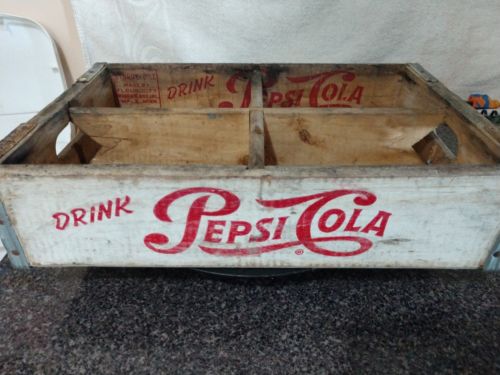 DRINK PEPSI COLA
DRINK PEPSI-COLA ®